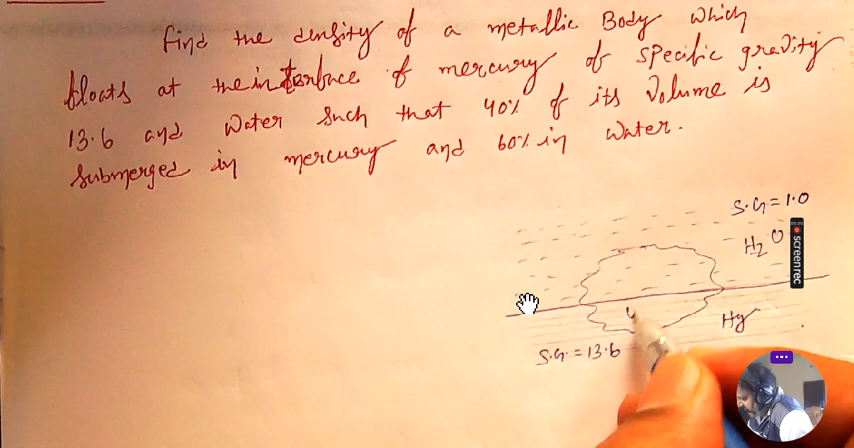 Find the density of a metallic Body which
floats at the interface of mercury of specific gravity
13.6 and Water such that 40% of its Volume is
submerged in mercury and 60% in water.
S.G = 1.0
H2O
Hg
S.G. = 13.6
screenrec